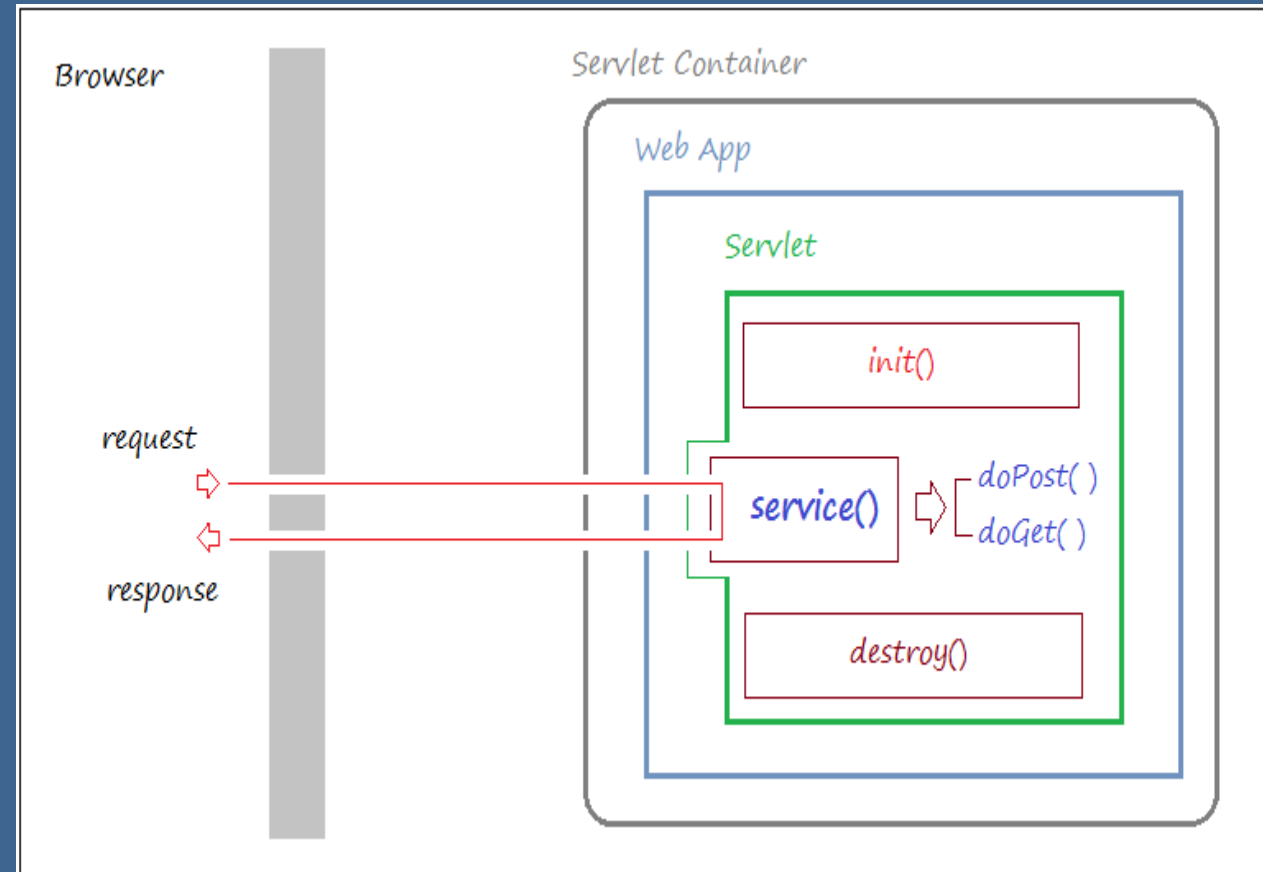 Browser
Servlet Container
Web App
Servlet
init()
request
service()
doPost( )
doGet( )
response
destroy()